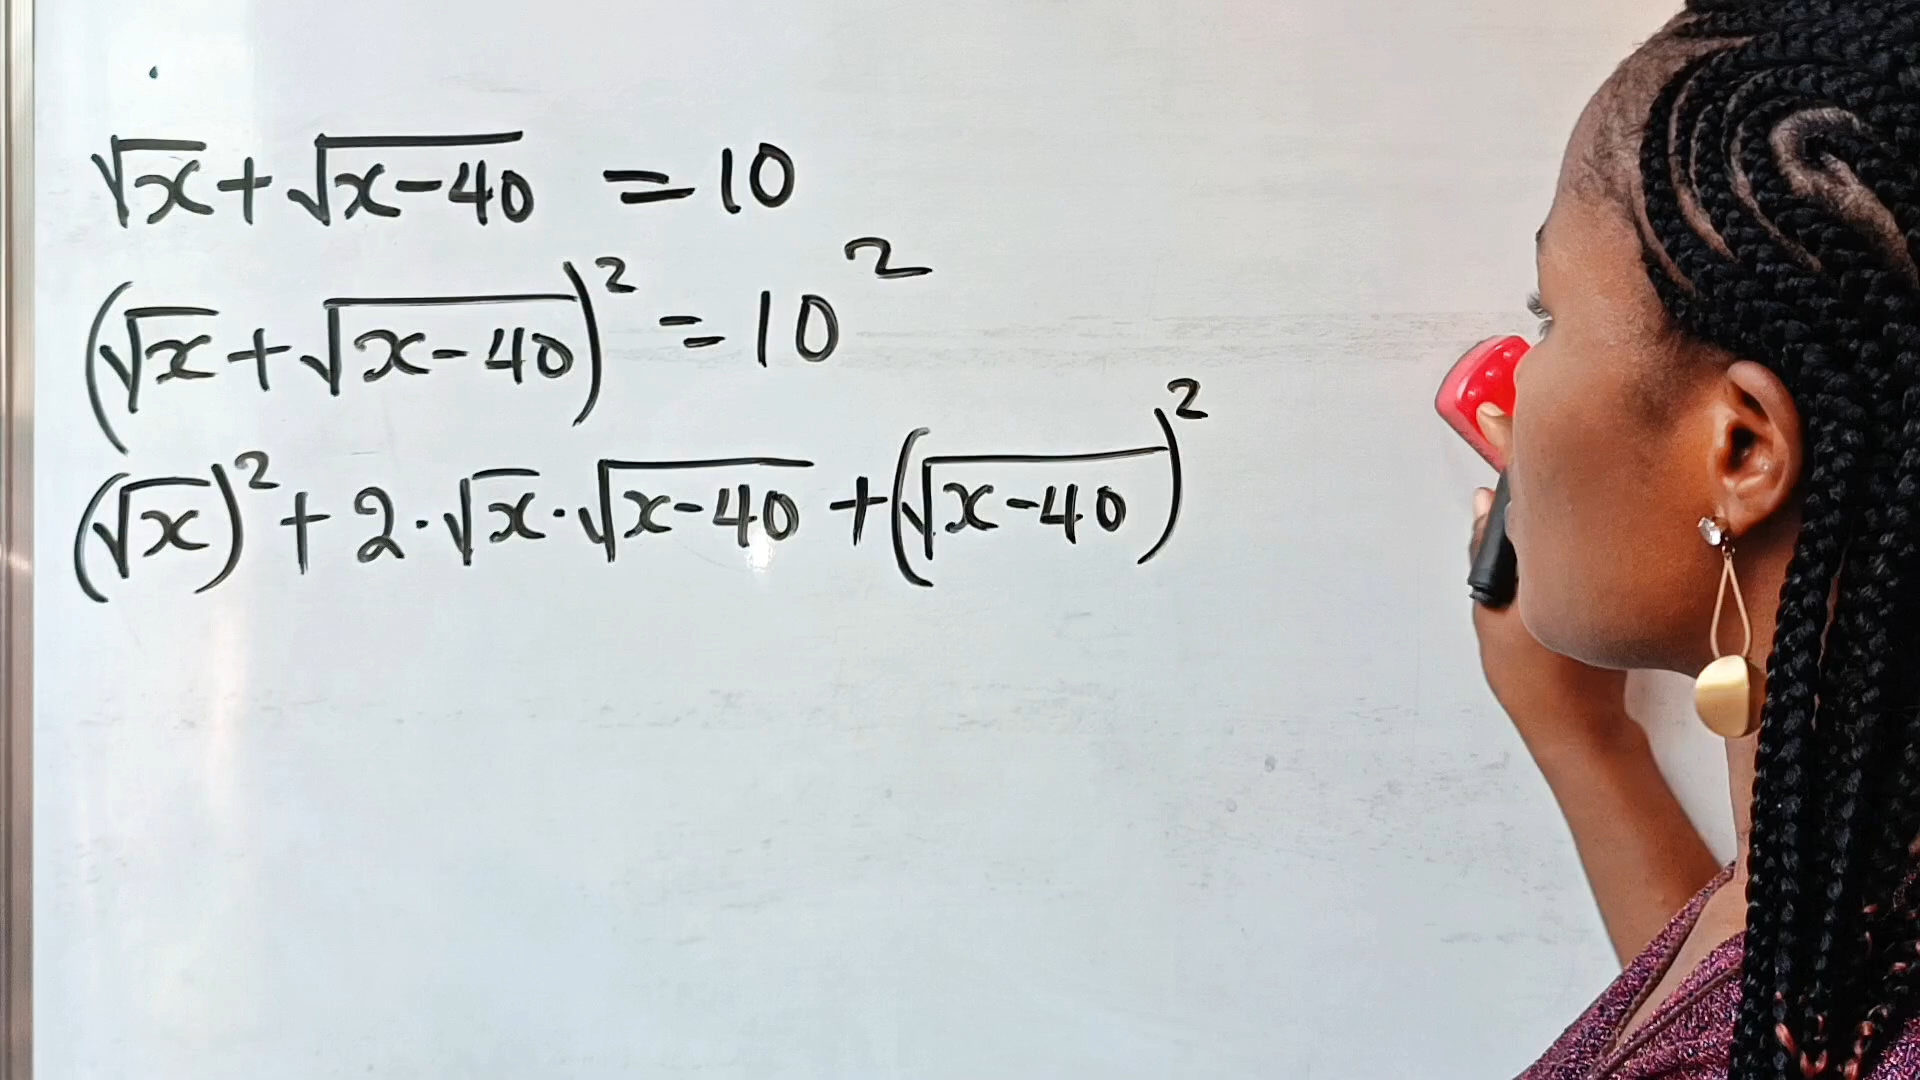 √x + √(x-40) = 10
(√x + √(x-40))² = 10²
(√x)² + 2·√x·√(x-40) + (√(x-40))²